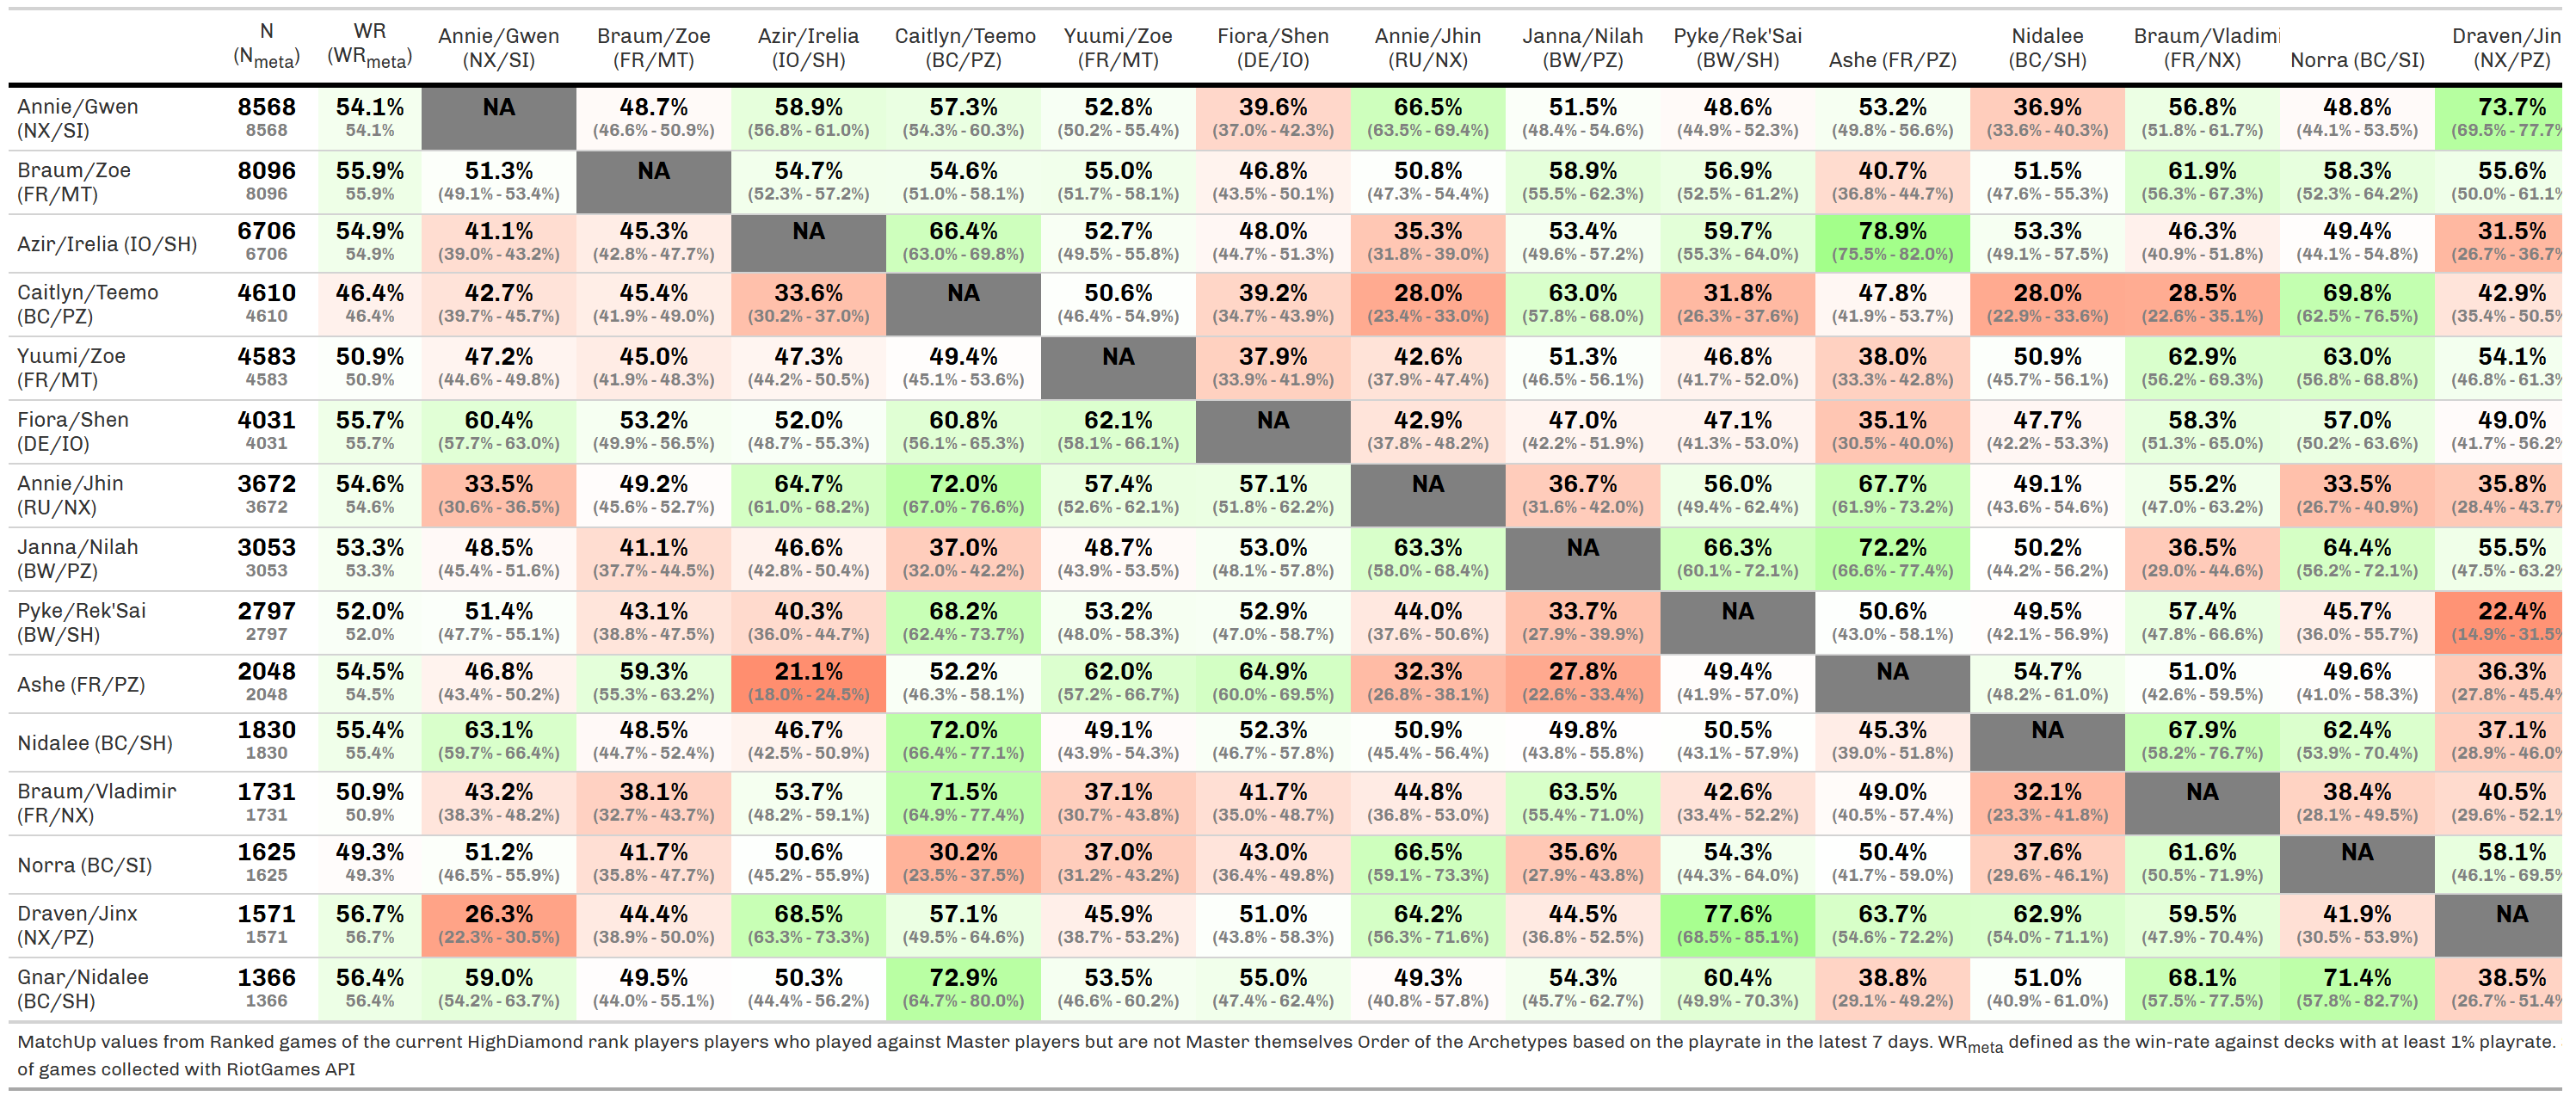 N WR Annie/Gwen Braum/Zoe Azir/Irelia Caitlyn/Teemo Yuumi/Zoe Fiora/Shen Annie/Jhin Janna/Nilah Pyke/Rek'Sai Nidalee Braum/Vladimi Draven/Jin
(Nmeta) (WRmeta) (NX/SI) (FR/MT) (IO/SH) (BC/PZ) (FR/MT) (DE/IO) (RU/NX) (BW/PZ) (BW/SH) Ashe (FR/PZ) (BC/SH) (FR/NX) Norra (BC/SI) (NX/PZ)
Annie/Gwen 8568 54.1% NA 48.7% 58.9% 57.3% 52.8% 39.6% 66.5% 51.5% 48.6% 53.2% 36.9% 56.8% 48.8% 73.7%
(NX/SI) 8568 54.1% (46.6% - 50.9%) (56.8% - 61.0%) (54.3% - 60.3%) (50.2% - 55.4%) (37.0% - 42.3%) (63.5% - 69.4%) (48.4% - 54.6%) (44.9% - 52.3%) (49.8% - 56.6%) (33.6% - 40.3%) (51.8% - 61.7%) (44.1% - 53.5%) (69.5% - 77.7%
Braum/Zoe 8096 55.9% 51.3% NA 54.7% 54.6% 55.0% 46.8% 50.8% 58.9% 56.9% 40.7% 51.5% 61.9% 58.3% 55.6%
(FR/MT) 8096 55.9% (49.1% - 53.4%) (52.3% - 57.2%) (51.0% - 58.1%) (51.7% - 58.1%) (43.5% - 50.1%) (47.3% - 54.4%) (55.5% - 62.3%) (52.5% - 61.2%) (36.8% - 44.7%) (47.6% - 55.3%) (56.3% - 67.3%) (52.3% - 64.2%) (50.0% - 61.1%
Azir/Irelia (IO/SH) 6706 54.9% 41.1% 45.3% NA 66.4% 52.7% 48.0% 35.3% 53.4% 59.7% 78.9% 53.3% 46.3% 49.4% 31.5%
6706 54.9% (39.0% - 43.2%) (42.8% - 47.7%) (63.0% - 69.8%) (49.5% - 55.8%) (44.7% - 51.3%) (31.8% - 39.0%) (49.6% - 57.2%) (55.3% - 64.0%) (75.5% - 82.0%) (49.1% - 57.5%) (40.9% - 51.8%) (44.1% - 54.8%) (26.7% - 36.7%
Caitlyn/Teemo 4610 46.4% 42.7% 45.4% 33.6% NA 50.6% 39.2% 28.0% 63.0% 31.8% 47.8% 28.0% 28.5% 69.8% 42.9%
(BC/PZ) 4610 46.4% (39.7% - 45.7%) (41.9% - 49.0%) (30.2% - 37.0%) (46.4% - 54.9%) (34.7% - 43.9%) (23.4% - 33.0%) (57.8% - 68.0%) (26.3% - 37.6%) (41.9% - 53.7%) (22.9% - 33.6%) (22.6% - 35.1%) (62.5% - 76.5%) (35.4% - 50.5%
Yuumi/Zoe 4583 50.9% 47.2% 45.0% 47.3% 49.4% NA 37.9% 42.6% 51.3% 46.8% 38.0% 50.9% 62.9% 63.0% 54.1%
(FR/MT) 4583 50.9% (44.6% - 49.8%) (41.9% - 48.3%) (44.2% - 50.5%) (45.1% - 53.6%) (33.9% - 41.9%) (37.9% - 47.4%) (46.5% - 56.1%) (41.7% - 52.0%) (33.3% - 42.8%) (45.7% - 56.1%) (56.2% - 69.3%) (56.8% - 68.8%) (46.8% - 61.3%
Fiora/Shen 4031 55.7% 60.4% 53.2% 52.0% 60.8% 62.1% NA 42.9% 47.0% 47.1% 35.1% 47.7% 58.3% 57.0% 49.0%
(DE/IO) 4031 55.7% (57.7% - 63.0%) (49.9% - 56.5%) (48.7% - 55.3%) (56.1% - 65.3%) (58.1% - 66.1%) (37.8% - 48.2%) (42.2% - 51.9%) (41.3% - 53.0%) (30.5% - 40.0%) (42.2% - 53.3%) (51.3% - 65.0%) (50.2% - 63.6%) (41.7% - 56.2%
Annie/Jhin 3672 54.6% 33.5% 49.2% 64.7% 72.0% 57.4% 57.1% NA 36.7% 56.0% 67.7% 49.1% 55.2% 33.5% 35.8%
(RU/NX) 3672 54.6% (30.6% - 36.5%) (45.6% - 52.7%) (61.0% - 68.2%) (67.0% - 76.6%) (52.6% - 62.1%) (51.8% - 62.2%) (31.6% - 42.0%) (49.4% - 62.4%) (61.9% - 73.2%) (43.6% - 54.6%) (47.0% - 63.2%) (26.7% - 40.9%) (28.4% - 43.7%
Janna/Nilah 3053 53.3% 48.5% 41.1% 46.6% 37.0% 48.7% 53.0% 63.3% NA 66.3% 72.2% 50.2% 36.5% 64.4% 55.5%
(BW/PZ) 3053 53.3% (45.4% - 51.6%) (37.7% - 44.5%) (42.8% - 50.4%) (32.0% - 42.2%) (43.9% - 53.5%) (48.1% - 57.8%) (58.0% - 68.4%) (60.1% - 72.1%) (66.6% - 77.4%) (44.2% - 56.2%) (29.0% - 44.6%) (56.2% - 72.1%) (47.5% - 63.2%
Pyke/Rek'Sai 2797 52.0% 51.4% 43.1% 40.3% 68.2% 53.2% 52.9% 44.0% 33.7% NA 50.6% 49.5% 57.4% 45.7% 22.4%
(BW/SH) 2797 52.0% (47.7% - 55.1%) (38.8% - 47.5%) (36.0% - 44.7%) (62.4% - 73.7%) (48.0% - 58.3%) (47.0% - 58.7%) (37.6% - 50.6%) (27.9% - 39.9%) (43.0% - 58.1%) (42.1% - 56.9%) (47.8% - 66.6%) (36.0% - 55.7%) (14.9% - 31.5%
Ashe (FR/PZ) 2048 54.5% 46.8% 59.3% 21.1% 52.2% 62.0% 64.9% 32.3% 27.8% 49.4% NA 54.7% 51.0% 49.6% 36.3%
2048 54.5% (43.4% - 50.2%) (55.3% - 63.2%) (18.0% - 24.5%) (46.3% - 58.1%) (57.2% - 66.7%) (60.0% - 69.5%) (26.8% - 38.1%) (22.6% - 33.4%) (41.9% - 57.0%) (48.2% - 61.0%) (42.6% - 59.5%) (41.0% - 58.3%) (27.8% - 45.4%
Nidalee (BC/SH) 1830 55.4% 63.1% 48.5% 46.7% 72.0% 49.1% 52.3% 50.9% 49.8% 50.5% 45.3% NA 67.9% 62.4% 37.1%
1830 55.4% (59.7% - 66.4%) (44.7% - 52.4%) (42.5% - 50.9%) (66.4% - 77.1%) (43.9% - 54.3%) (46.7% - 57.8%) (45.4% - 56.4%) (43.8% - 55.8%) (43.1% - 57.9%) (39.0% - 51.8%) (58.2% - 76.7%) (53.9% - 70.4%) (28.9% - 46.0%
Braum/Vladimir 1731 50.9% 43.2% 38.1% 53.7% 71.5% 37.1% 41.7% 44.8% 63.5% 42.6% 49.0% 32.1% NA 38.4% 40.5%
(FR/NX) 1731 50.9% (38.3% - 48.2%) (32.7% - 43.7%) (48.2% - 59.1%) (64.9% - 77.4%) (30.7% - 43.8%) (35.0% - 48.7%) (36.8% - 53.0%) (55.4% - 71.0%) (33.4% - 52.2%) (40.5% - 57.4%) (23.3% - 41.8%) (28.1% - 49.5%) (29.6% - 52.1%
Norra (BC/SI) 1625 49.3% 51.2% 41.7% 50.6% 30.2% 37.0% 43.0% 66.5% 35.6% 54.3% 50.4% 37.6% 61.6% NA 58.1%
1625 49.3% (46.5% - 55.9%) (35.8% - 47.7%) (45.2% - 55.9%) (23.5% - 37.5%) (31.2% - 43.2%) (36.4% - 49.8%) (59.1% - 73.3%) (27.9% - 43.8%) (44.3% - 64.0%) (41.7% - 59.0%) (29.6% - 46.1%) (50.5% - 71.9%) (46.1% - 69.5%
Draven/Jinx 1571 56.7% 26.3% 44.4% 68.5% 57.1% 45.9% 51.0% 64.2% 44.5% 77.6% 63.7% 62.9% 59.5% 41.9% NA
(NX/PZ) 1571 56.7% (22.3% - 30.5%) (38.9% - 50.0%) (63.3% - 73.3%) (49.5% - 64.6%) (38.7% - 53.2%) (43.8% - 58.3%) (56.3% - 71.6%) (36.8% - 52.5%) (68.5% - 85.1%) (54.6% - 72.2%) (54.0% - 71.1%) (47.9% - 70.4%) (30.5% - 53.9%)
Gnar/Nidalee 1366 56.4% 59.0% 49.5% 50.3% 72.9% 53.5% 55.0% 49.3% 54.3% 60.4% 38.8% 51.0% 68.1% 71.4% 38.5%
(BC/SH) 1366 56.4% (54.2% - 63.7%) (44.0% - 55.1%) (44.4% - 56.2%) (64.7% - 80.0%) (46.6% - 60.2%) (47.4% - 62.4%) (40.8% - 57.8%) (45.7% - 62.7%) (49.9% - 70.3%) (29.1% - 49.2%) (40.9% - 61.0%) (57.5% - 77.5%) (57.8% - 82.7%) (26.7% - 51.4%
MatchUp values from Ranked games of the current HighDiamond rank players players who played against Master players but are not Master themselves Order of the Archetypes based on the playrate in the latest 7 days. WRmeta defined as the win-rate against decks with at least 1% playrate.
of games collected with RiotGames API